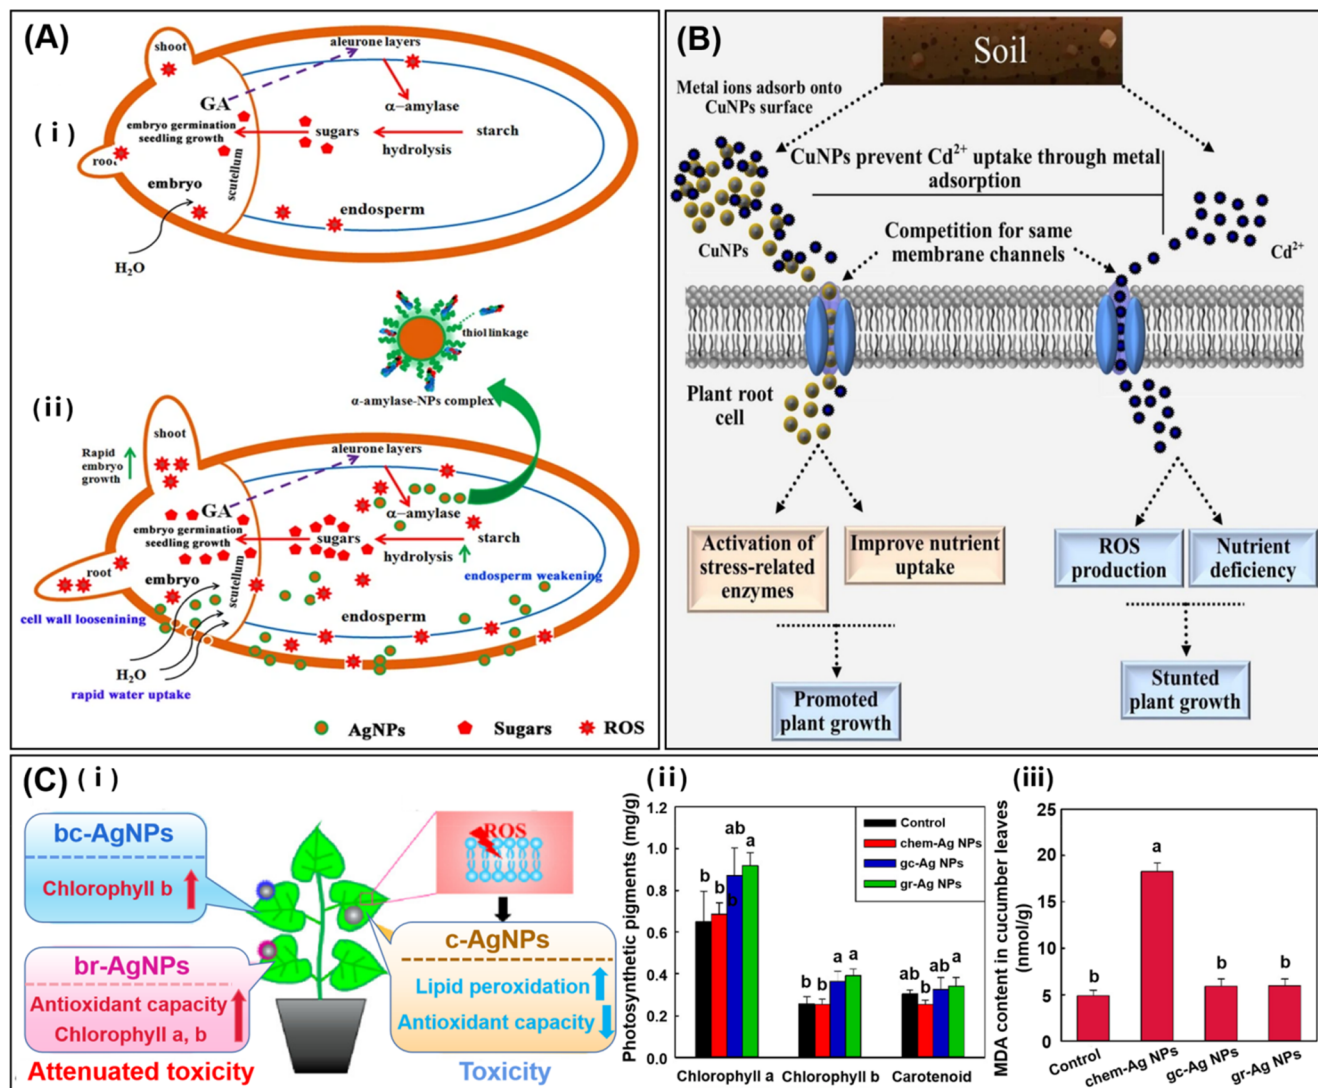 (A)
(i)
shoot
aleurone layers
GA
α-amylase
embryo germination
seedling growth
sugars
starch
hydrolysis
root
scutellum
embryo
endosperm
H₂O
thiol linkage
α-amylase-NPs complex
(ii)
shoot
Rapid
embryo
growth
aleurone layers
GA
α-amylase
embryo germination
seedling growth
sugars
starch
hydrolysis
endosperm weakening
root
scutellum
embryo
endosperm
cell wall loosenining
H₂O
rapid water uptake
AgNPs
Sugars
ROS
(B)
Soil
Metal ions adsorb onto
CuNPs surface
CuNPs prevent Cd²⁺ uptake through metal
adsorption
Competition for same
membrane channels
CuNPs
Cd²⁺
Plant root
cell
Activation of
stress-related
enzymes
Improve nutrient
uptake
ROS
production
Nutrient
deficiency
Promoted
plant growth
Stunted
plant growth
(C)
(i)
bc-AgNPs
Chlorophyll b
br-AgNPs
Antioxidant capacity
Chlorophyll a, b
Attenuated toxicity
ROS
c-AgNPs
Lipid peroxidation
Antioxidant capacity
Toxicity
(ii)
Photosynthetic pigments (mg/g)
1.2
1.0
0.8
0.6
0.4
0.2
0.0
Control
chem-Ag NPs
gc-Ag NPs
gr-Ag NPs
b
b
b
ab
a
b
b
a
a
ab
b
ab
a
Chlorophyll a
Chlorophyll b
Carotenoid
(iii)
MDA content in cucumber leaves
(nmol/g)
25
20
15
10
5
0
b
a
b
b
Control
chem-Ag NPs
gc-Ag NPs
gr-Ag NPs